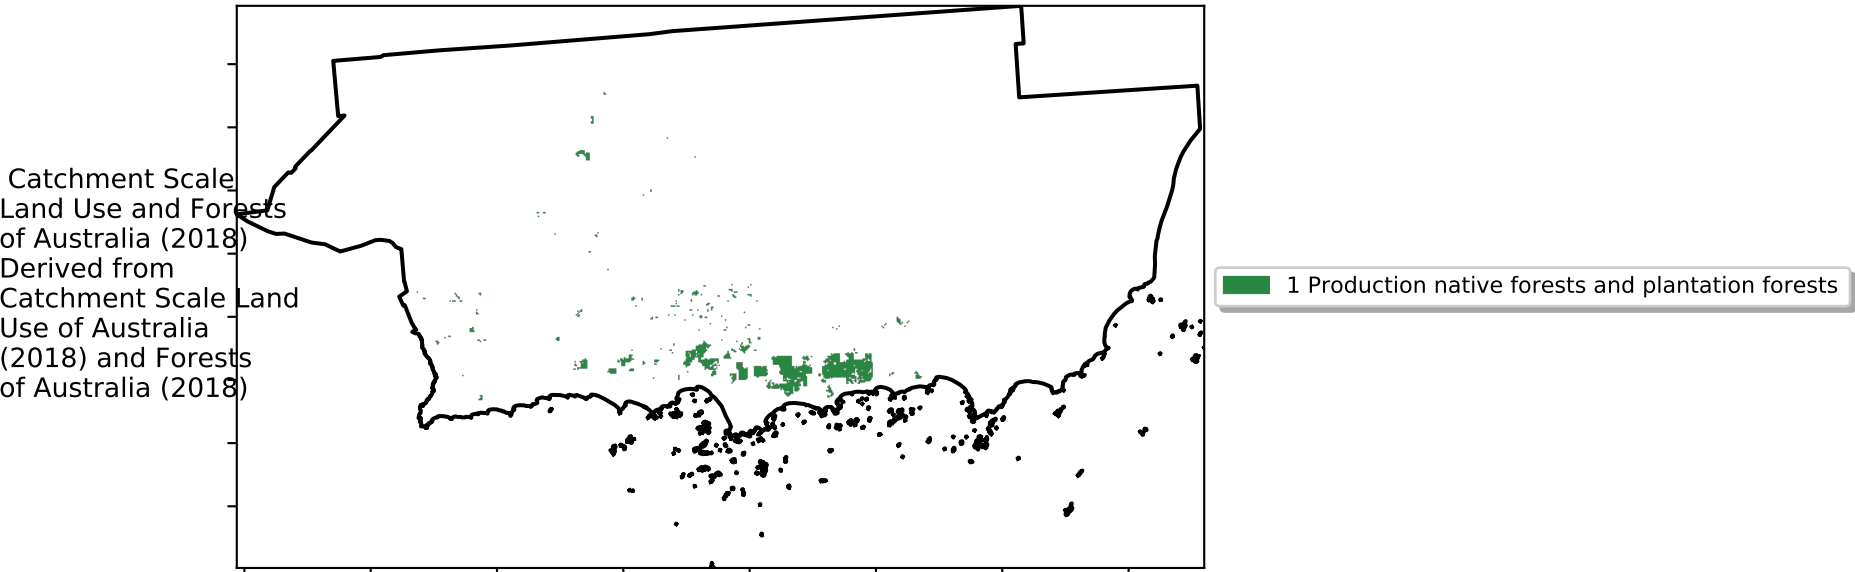 Catchment Scale
Land Use and Forests
of Australia (2018)
Derived from
Catchment Scale Land
Use of Australia
(2018) and Forests
of Australia (2018)
1 Production native forests and plantation forests